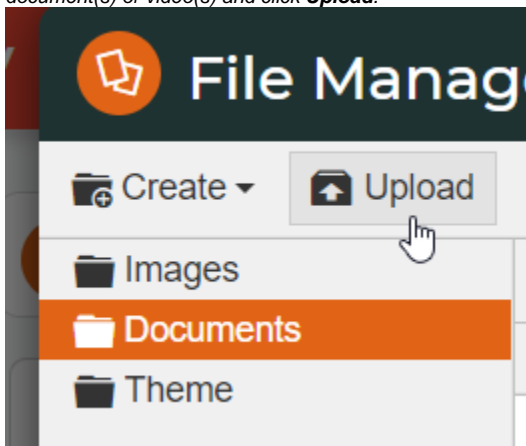 document(s) or video(s) and click Upload.
File Manag
Create Upload
Images
Documents
Theme